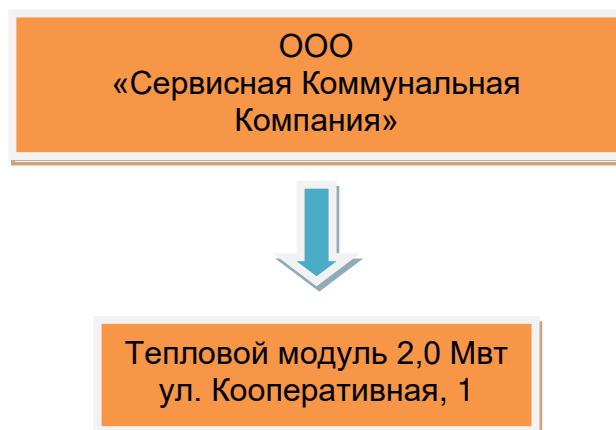 ООО
«Сервисная Коммунальная
Компания»
Тепловой модуль 2,0 Мвт
ул. Кооперативная, 1